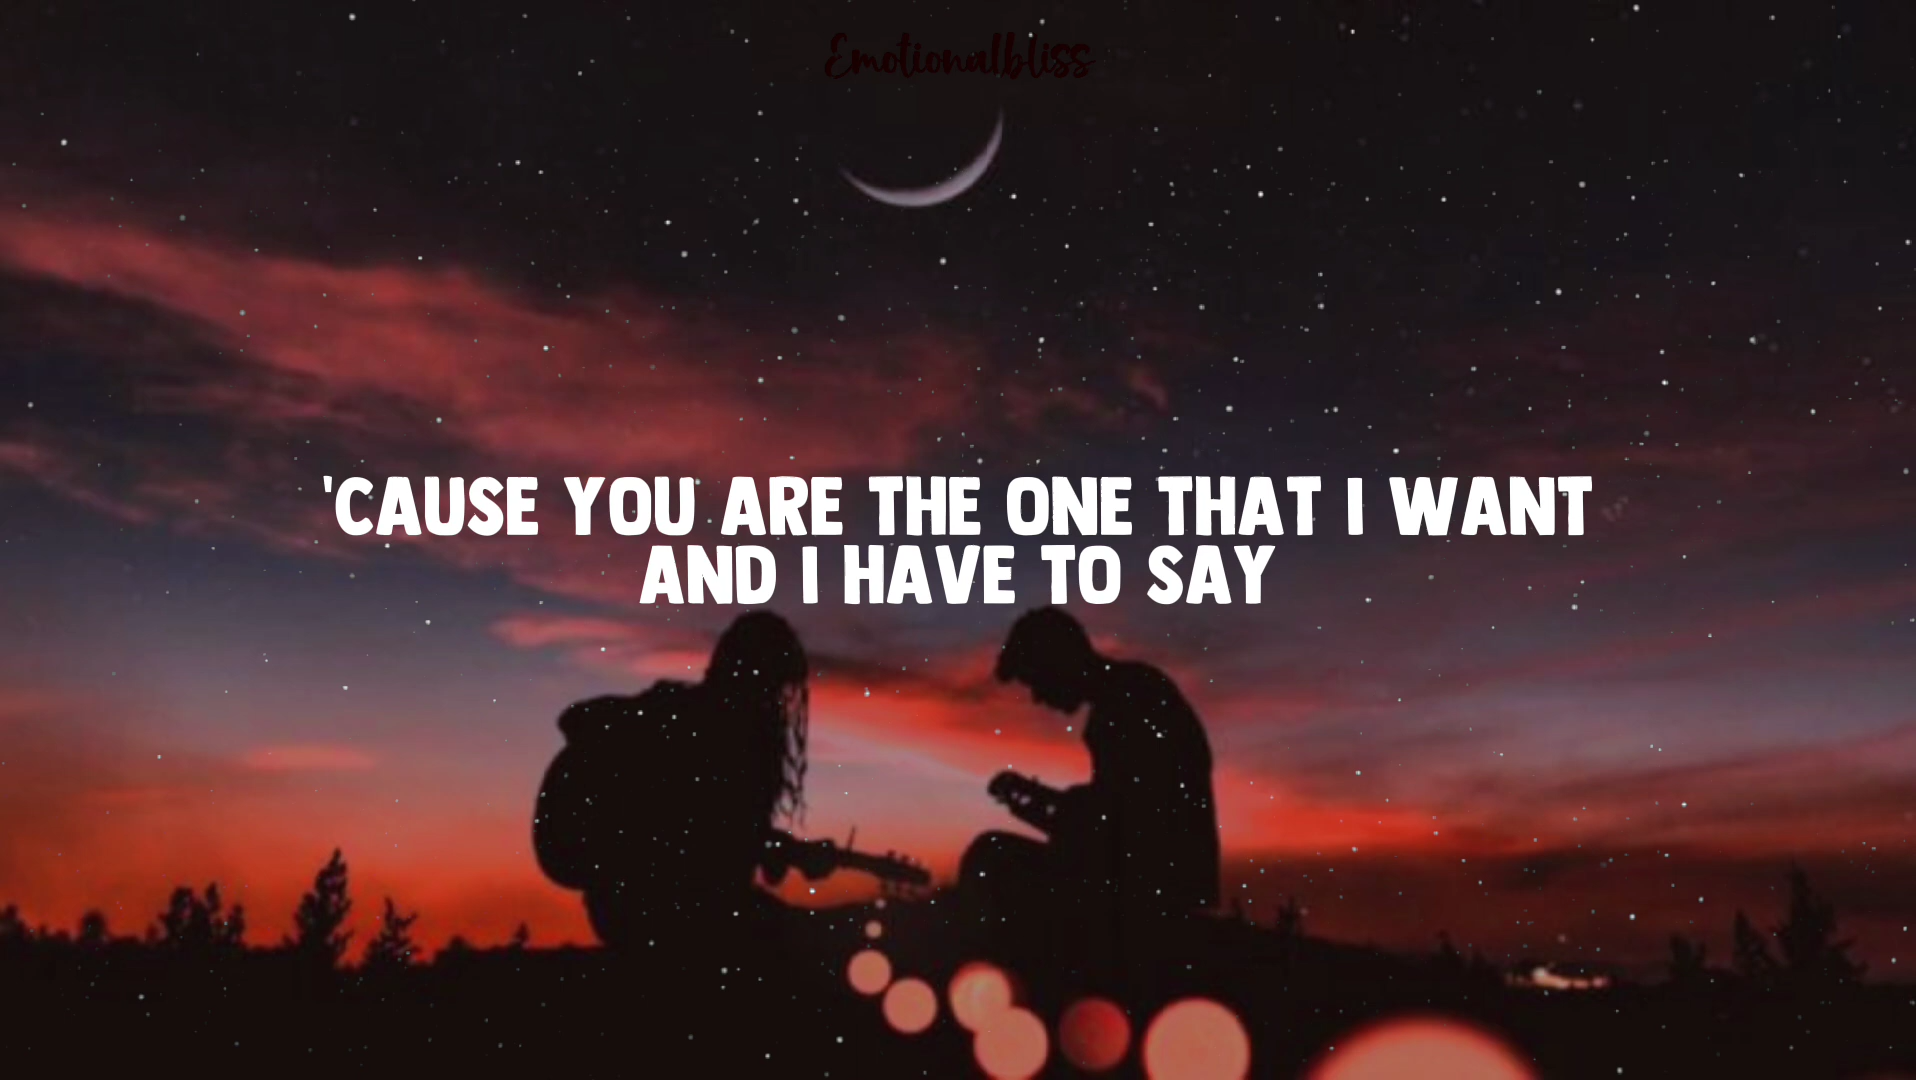 Emotionalbliss
'CAUSE YOU ARE THE ONE THAT I WANT
AND I HAVE TO SAY